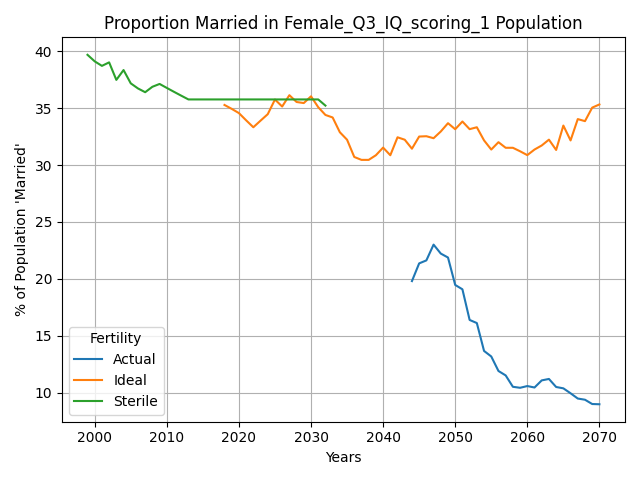 Proportion Married in Female_Q3_IQ_scoring_1 Population
% of Population 'Married'
40
35
30
25
20
15
10
Fertility
Actual
Ideal
Sterile
2000 2010 2020 2030 2040 2050 2060 2070
Years